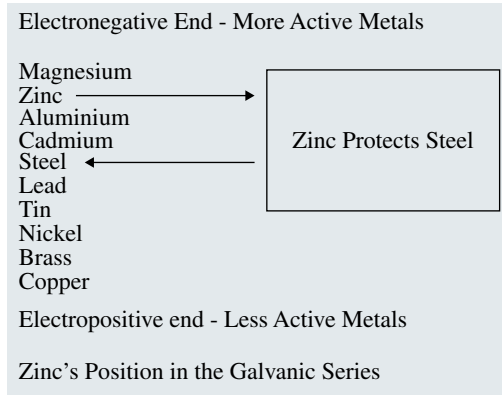 Electronegative End - More Active Metals
Magnesium
Zinc
Aluminium
Cadmium
Steel
Lead
Tin
Nickel
Brass
Copper
Zinc Protects Steel
Electropositive end - Less Active Metals
Zinc's Position in the Galvanic Series